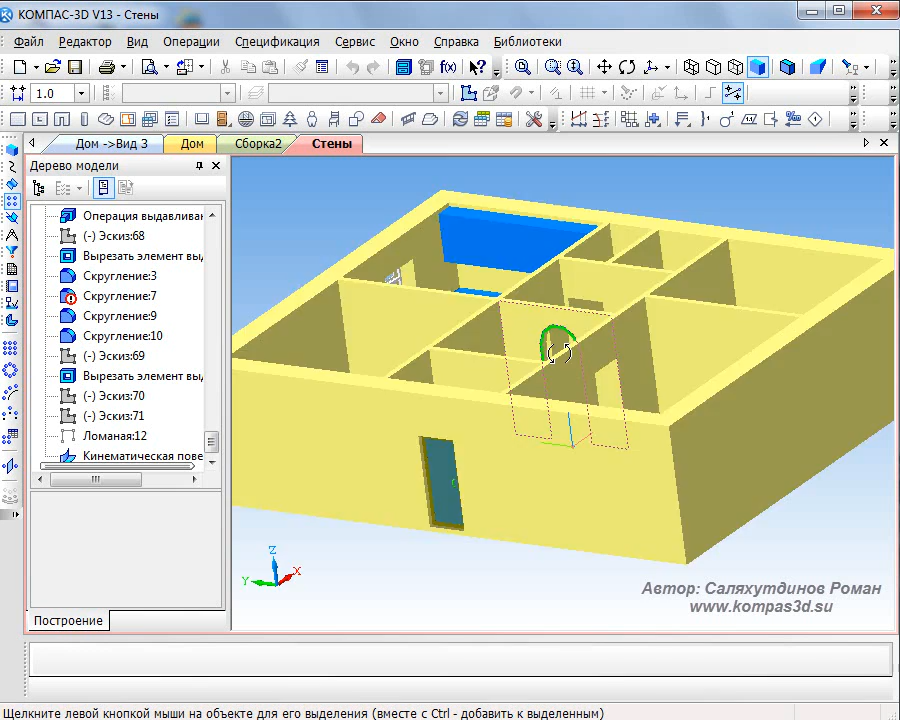 КОМПАС-3D V13 - Стены
Файл Редактор Вид Операции Спецификация Сервис Окно Справка Библиотеки
f(x)
1.0
Дом ->Вид 3 Дом Сборка2 Стены
Дерево модели
Операция выдавливан
(-) Эскиз:68
Вырезать элемент выд
Скругление:3
Скругление:7
Скругление:9
Скругление:10
(-) Эскиз:69
Вырезать элемент выд
(-) Эскиз:70
(-) Эскиз:71
Ломаная:12
Кинематическая пове
Построение
Z
Y
X
Автор: Саляхутдинов Роман
www.kompas3d.su
Щелкните левой кнопкой мыши на объекте для его выделения (вместе с Ctrl - добавить к выделенным)